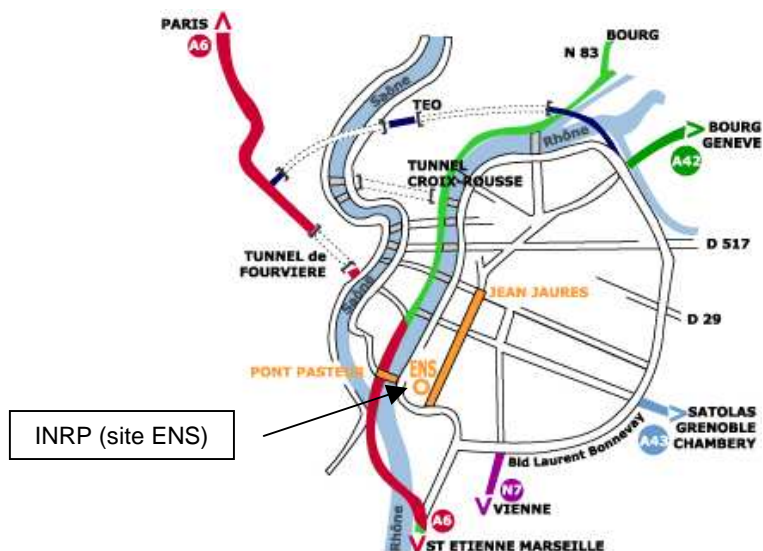 PARIS
A6
BOURG
N 83
Saône
TEO
Rhône
BOURG
GENEVE
A42
TUNNEL
CROIX-ROUSSE
D 517
TUNNEL de
FOURVIERE
Saône
JEAN JAURES
D 29
PONT PASTEUR
ENS
INRP (site ENS)
SATOLAS
GRENOBLE
CHAMBERY
A43
Bld Laurent Bonnevay
N7
VIENNE
A6
Rhône
ST ETIENNE MARSEILLE